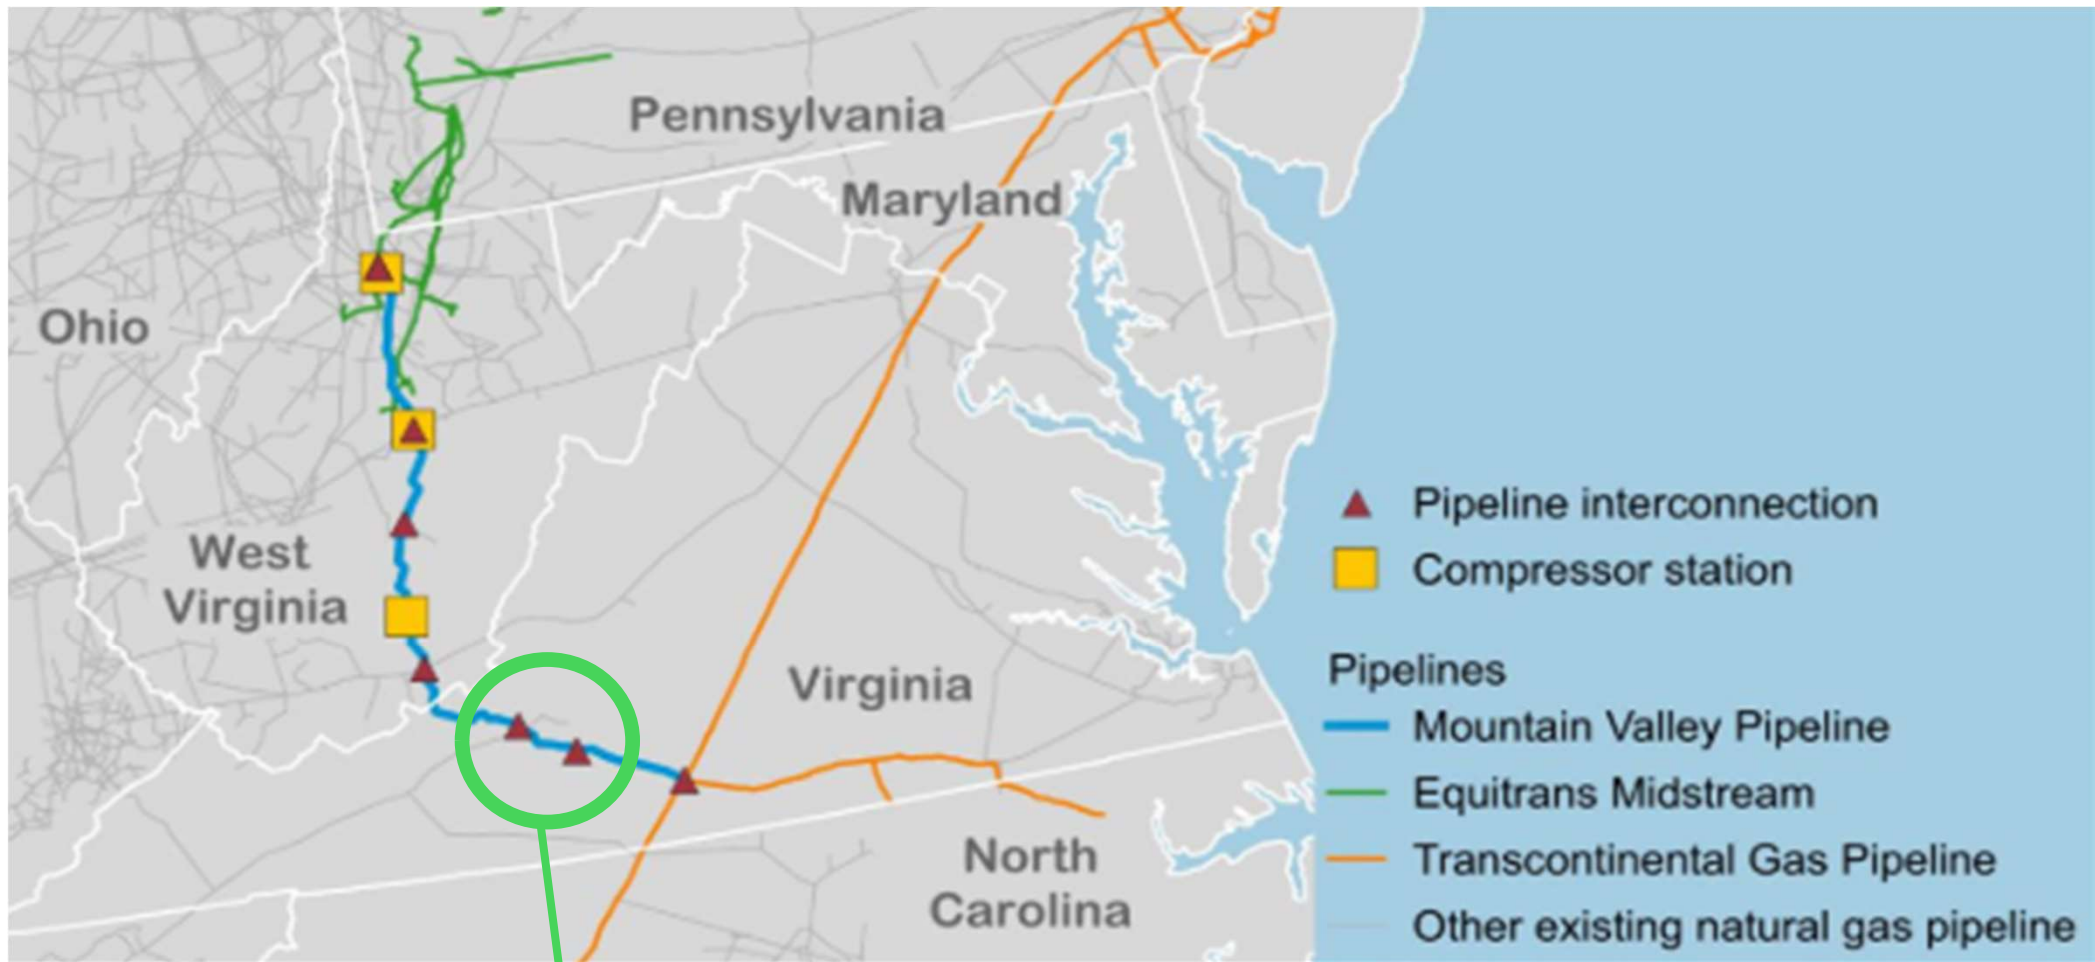 Pennsylvania
Maryland
Ohio
West
Virginia
Virginia
North
Carolina
Pipeline interconnection
Compressor station
Pipelines
Mountain Valley Pipeline
Equitrans Midstream
Transcontinental Gas Pipeline
Other existing natural gas pipeline